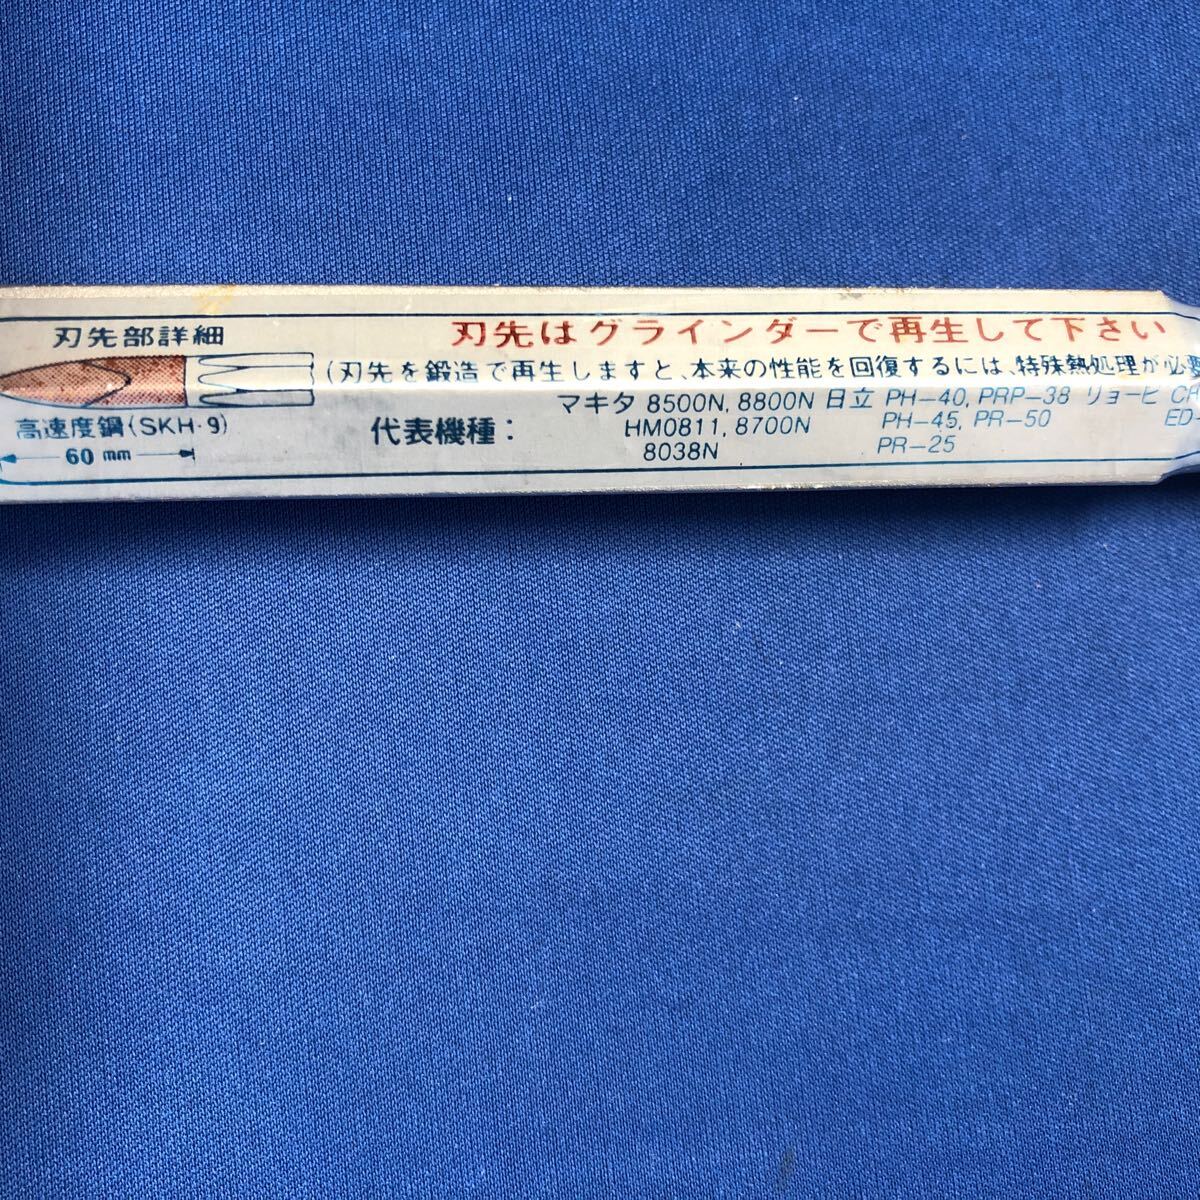 刃先部詳細
高速度鋼(SKH・9)
60mm
刃先はグラインダーで再生して下さい
(刃先を鍛造で再生しますと、本来の性能を回復するには、特殊熱処理が必要
代表機種：
マキタ 8500N, 8800N 日立 PH-40, PRP-38 リョービ
HM0811, 8700N PH-45, PR-50 ED
8038N PR-25